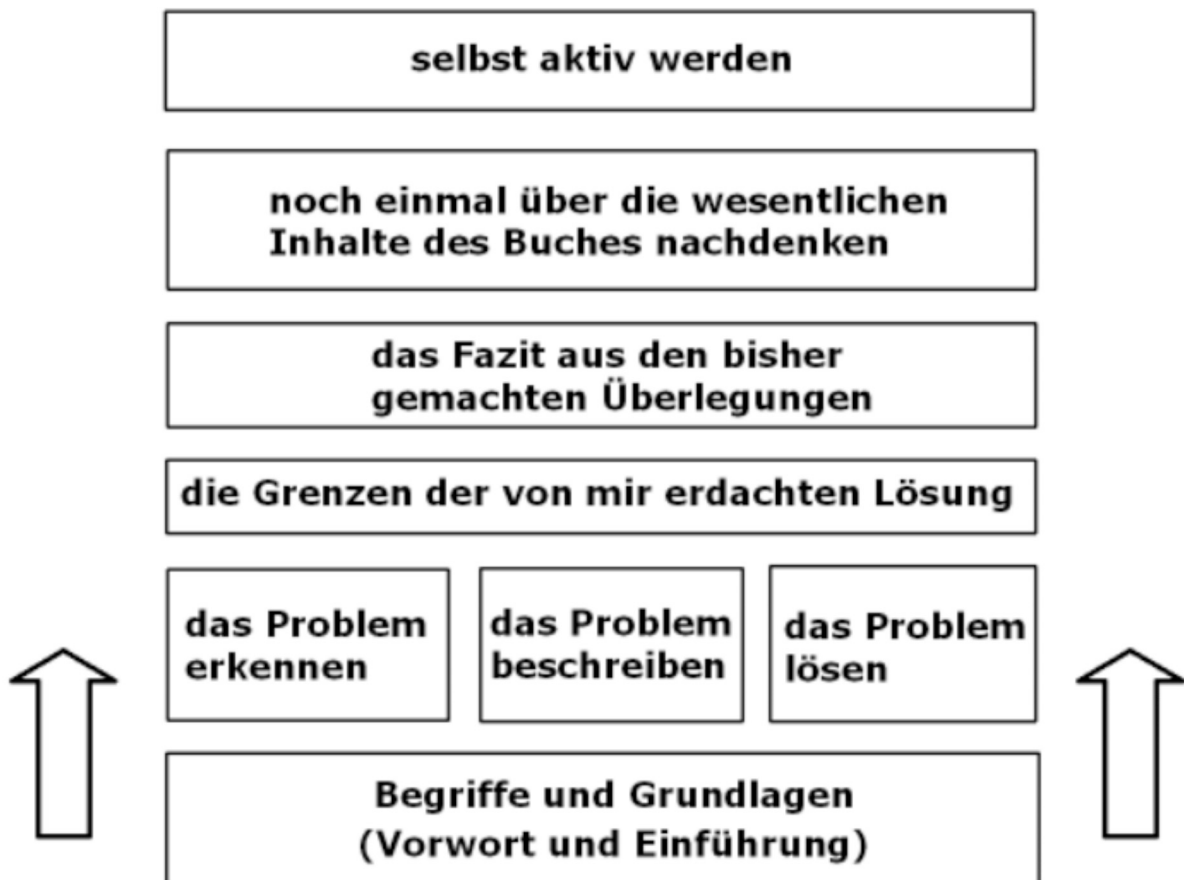 selbst aktiv werden
noch einmal über die wesentlichen
Inhalte des Buches nachdenken
das Fazit aus den bisher
gemachten Überlegungen
die Grenzen der von mir erdachten Lösung
das Problem
erkennen
das Problem
beschreiben
das Problem
lösen
Begriffe und Grundlagen
(Vorwort und Einführung)